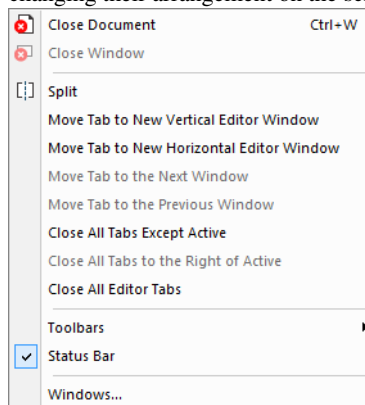 Close Document Ctrl+W
Close Window
Split
Move Tab to New Vertical Editor Window
Move Tab to New Horizontal Editor Window
Move Tab to the Next Window
Move Tab to the Previous Window
Close All Tabs Except Active
Close All Tabs to the Right of Active
Close All Editor Tabs
Toolbars
Status Bar
Windows...